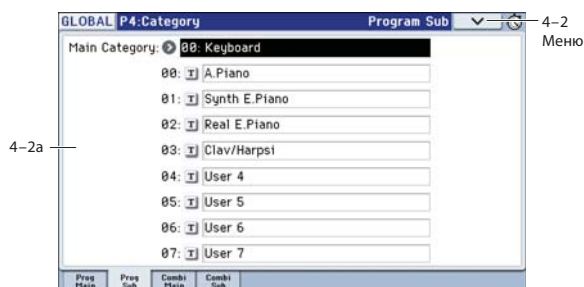 GLOBAL P4:Category Program Sub
4–2
Меню
Main Category: 00: Keyboard
00: T A.Piano
01: T Synth E.Piano
02: T Real E.Piano
4–2a
03: T Clav/Harpsi
04: T User 4
05: T User 5
06: T User 6
07: T User 7
Prog Main Prog Sub Combi Main Combi Sub